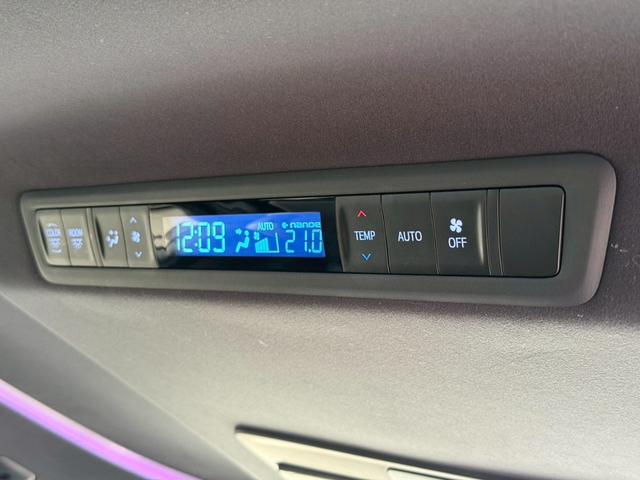 COLOR
ROOM
12:09
AUTO
nanoe
21.0
TEMP
AUTO
OFF